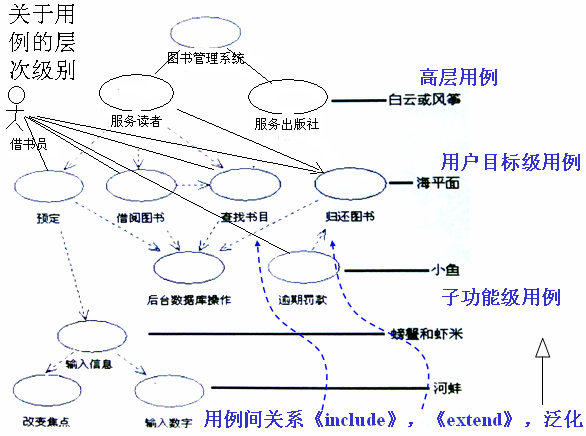 关于用
例的层
次级别
图书管理系统
高层用例
服务读者
服务出版社
白云或风筝
借书员
用户目标级用例
海平面
预定
借阅图书
查找书目
归还图书
后台数据库操作
逾期罚款
小鱼
子功能级用例
输入信息
螃蟹和虾米
改变焦点
输入数字
河蚌
用例间关系《include》，《extend》，泛化